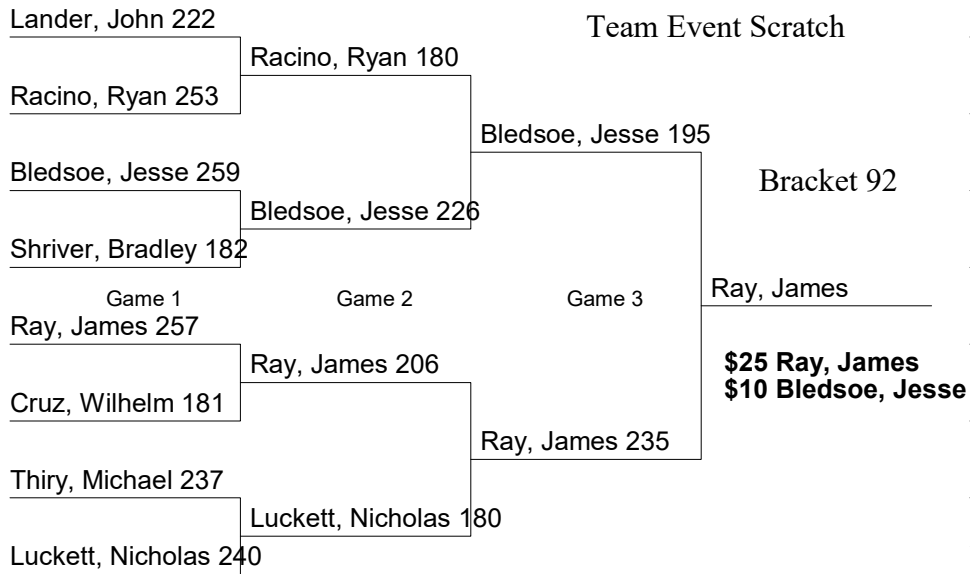 Lander, John 222
Team Event Scratch
Racino, Ryan 180
Racino, Ryan 253
Bledsoe, Jesse 195
Bledsoe, Jesse 259
Bracket 92
Bledsoe, Jesse 226
Shriver, Bradley 182
Game 1
Game 2
Game 3
Ray, James
Ray, James 257
Ray, James 206
$25 Ray, James
$10 Bledsoe, Jesse
Cruz, Wilhelm 181
Ray, James 235
Thiry, Michael 237
Luckett, Nicholas 180
Luckett, Nicholas 240